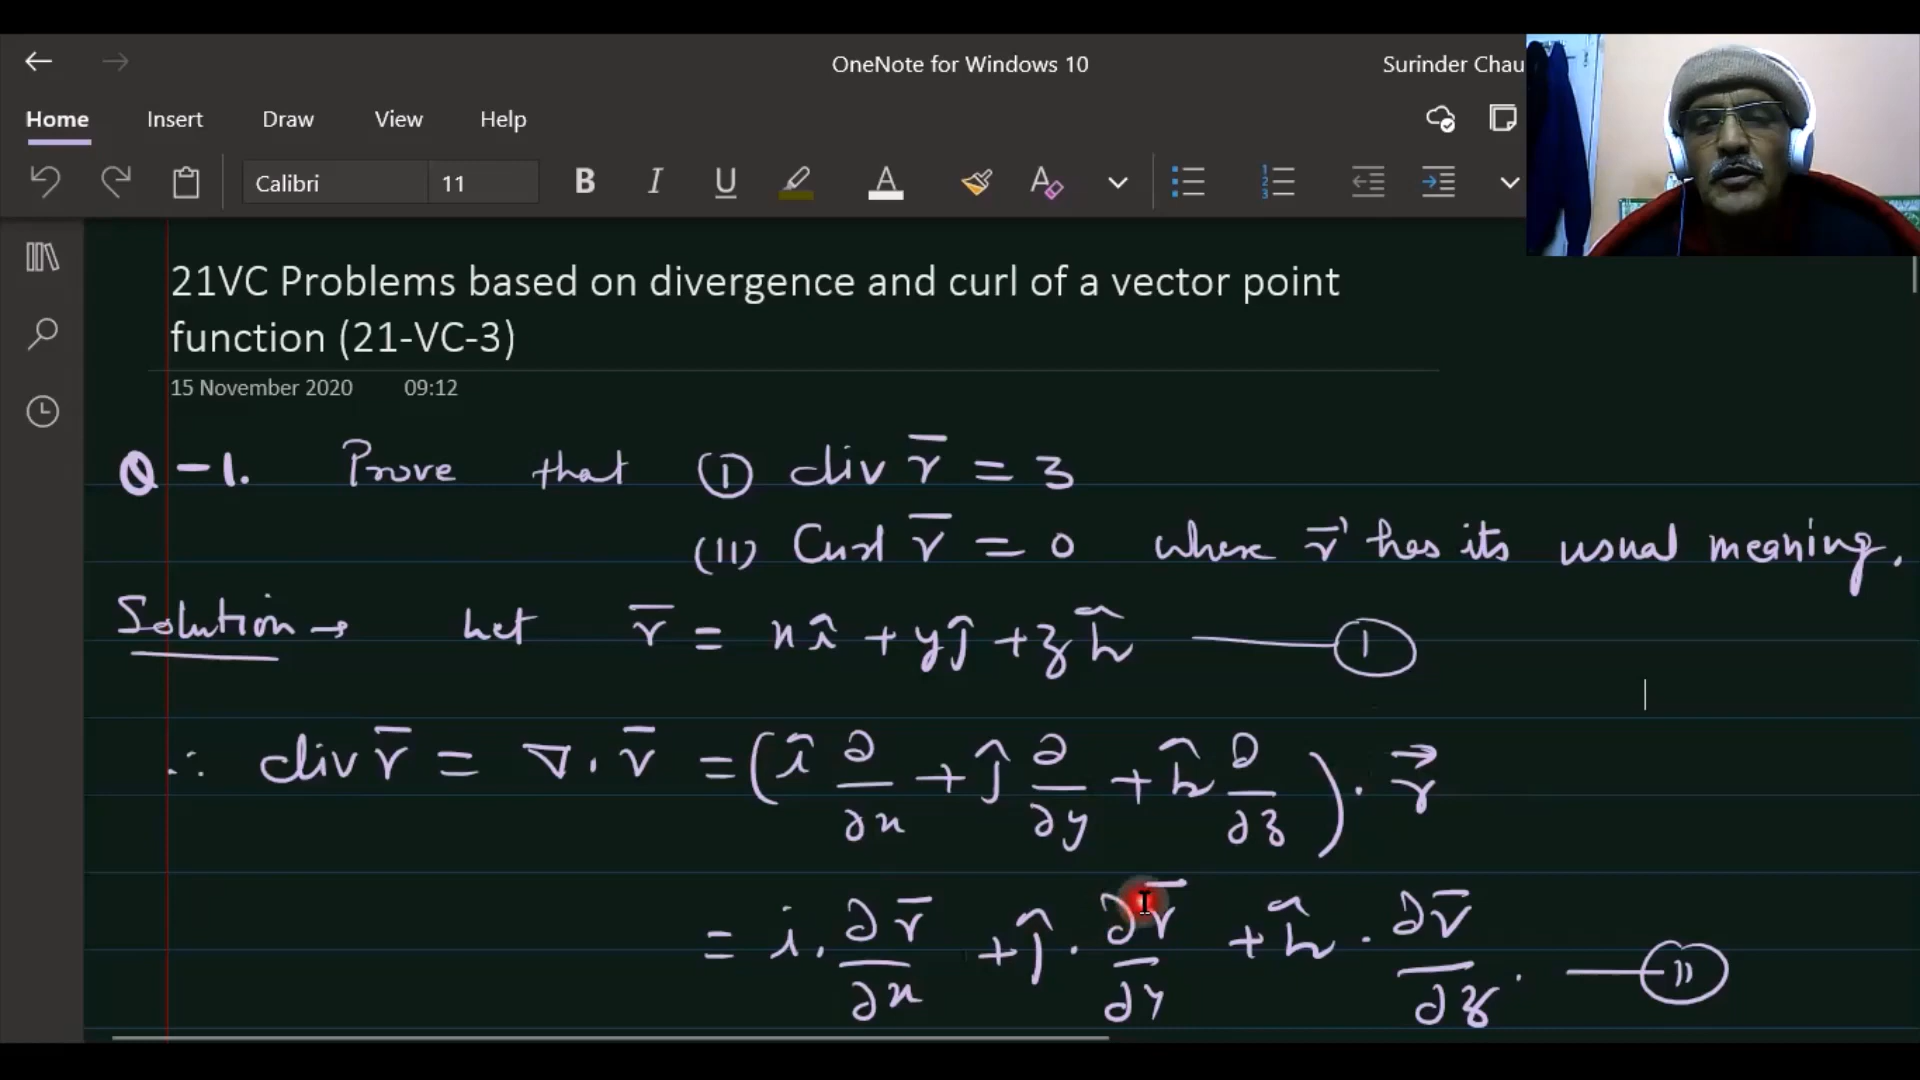 OneNote for Windows 10
Surinder Chau
Home Insert Draw View Help
Calibri 11 B I U A A
21VC Problems based on divergence and curl of a vector point
function (21-VC-3)
15 November 2020 09:12
Q-1. Prove that (I) div r̅ = 3
(II) Curl r̅ = 0 where r⃗ has its usual meaning.
Solution → Let r̅ = xî + yĵ + zk̂ —— (I)
∴ div r̅ = ∇. r̅ = (î ∂/∂x + ĵ ∂/∂y + k̂ ∂/∂z) . r⃗
= i. ∂r̅/∂x + ĵ. ∂r̅/∂y + k̂. ∂r̅/∂z. —— (II)